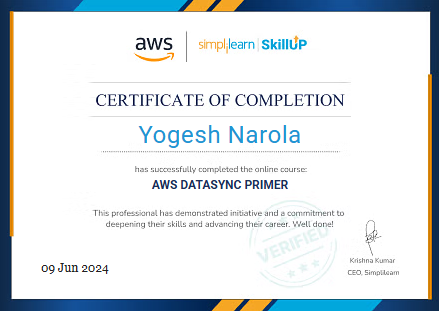 aws simplilearn SkillUP
CERTIFICATE OF COMPLETION
Yogesh Narola
has successfully completed the online course:
AWS DATASYNC PRIMER
This professional has demonstrated initiative and a commitment to
deepening their skills and advancing their career. Well done!
VERIFIED
09 Jun 2024
Krishna Kumar
CEO, Simplilearn